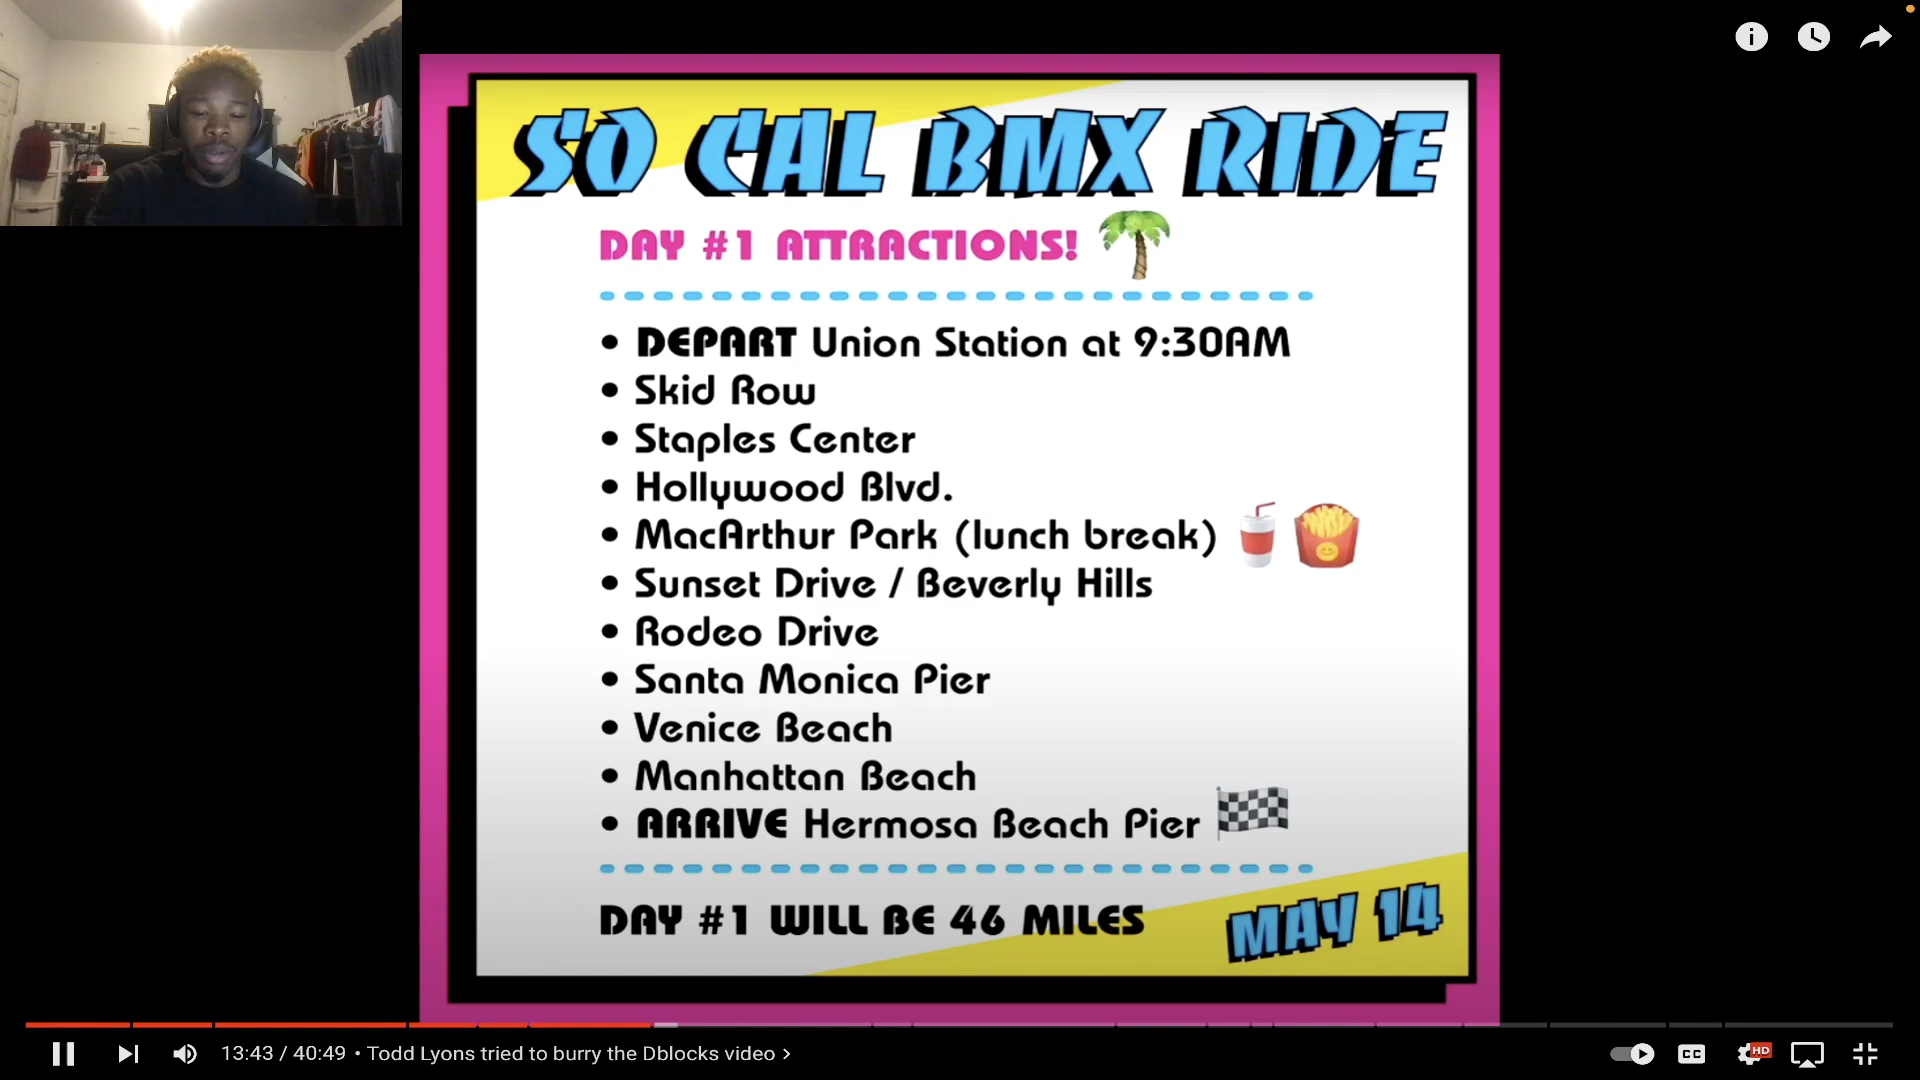 SO CAL BMX RIDE
DAY #1 ATTRACTIONS!
• DEPART Union Station at 9:30AM
• Skid Row
• Staples Center
• Hollywood Blvd.
• MacArthur Park (lunch break)
• Sunset Drive / Beverly Hills
• Rodeo Drive
• Santa Monica Pier
• Venice Beach
• Manhattan Beach
• ARRIVE Hermosa Beach Pier
DAY #1 WILL BE 46 MILES
MAY 14
13:43 / 40:49 • Todd Lyons tried to burry the Dblocks video >
CC
HD